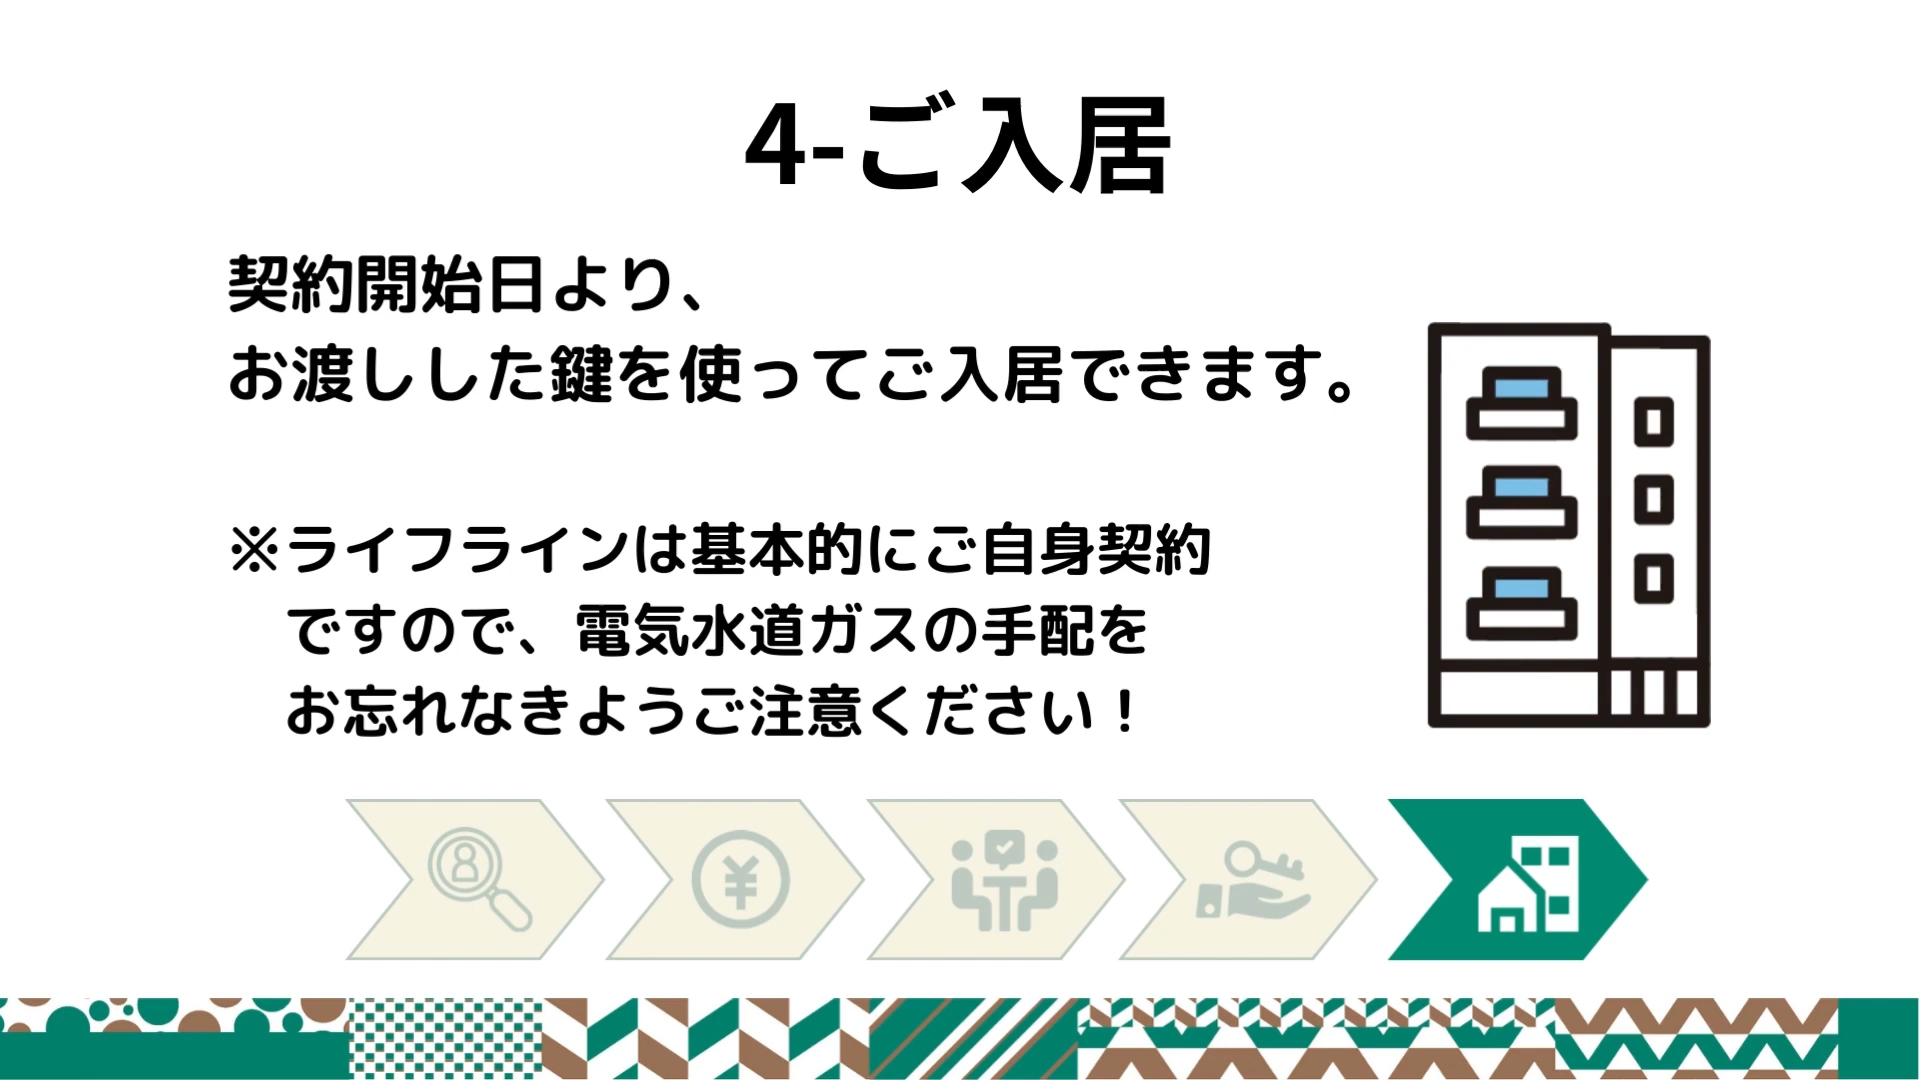 4-ご入居
契約開始日より、
お渡しした鍵を使ってご入居できます。
※ライフラインは基本的にご自身契約
ですので、電気水道ガスの手配を
お忘れなきようご注意ください！